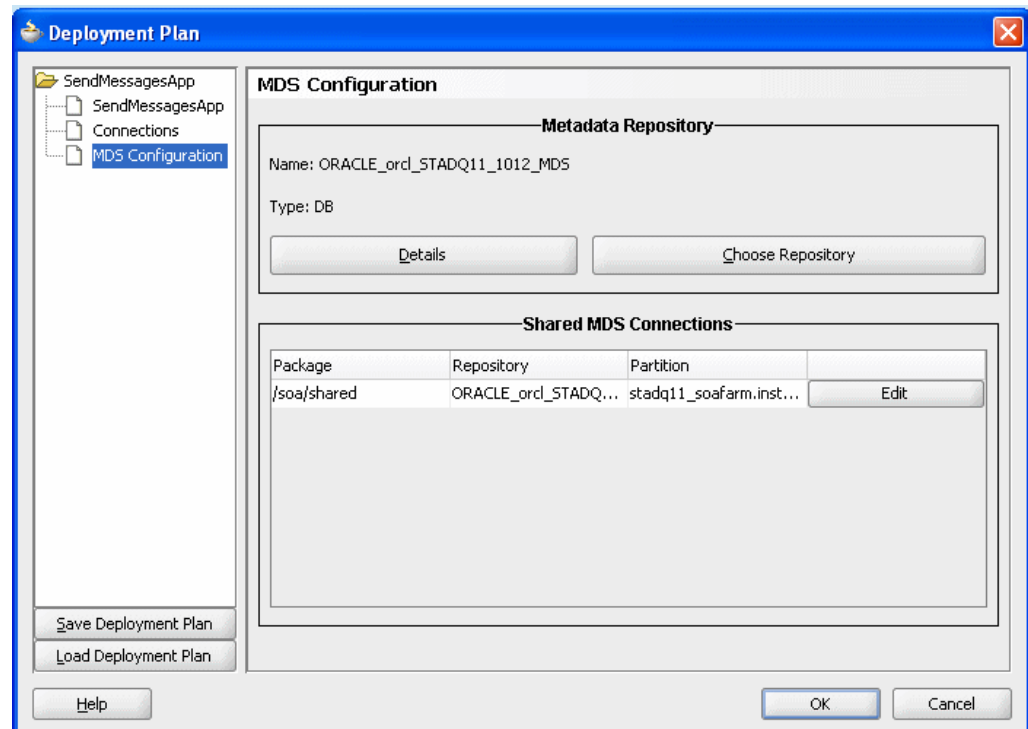 Deployment Plan
SendMessagesApp
SendMessagesApp
Connections
MDS Configuration
Save Deployment Plan
Load Deployment Plan
MDS Configuration
Metadata Repository
Name: ORACLE_orcl_STADQ11_1012_MDS
Type: DB
Details
Choose Repository
Shared MDS Connections
Package Repository Partition
/soa/shared ORACLE_orcl_STADQ... stadq11_soafarm.inst... Edit
Help
OK
Cancel